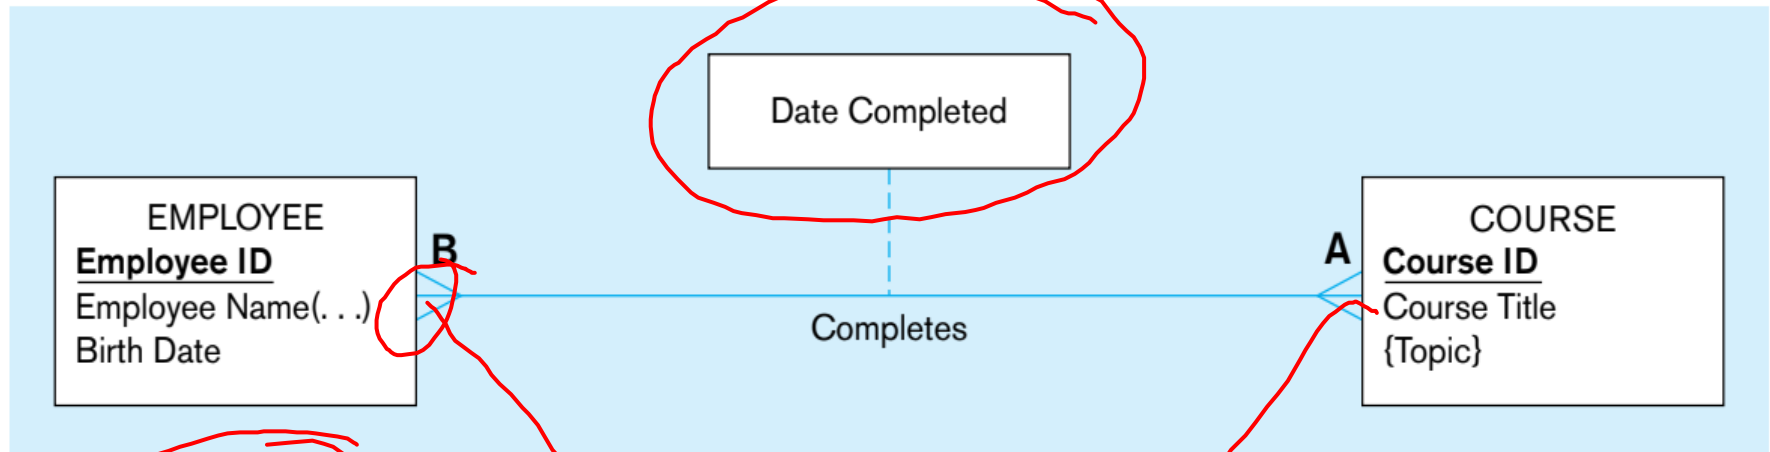 Date Completed
EMPLOYEE
Employee ID
Employee Name(. . .)
Birth Date
B
Completes
A
COURSE
Course ID
Course Title
{Topic}